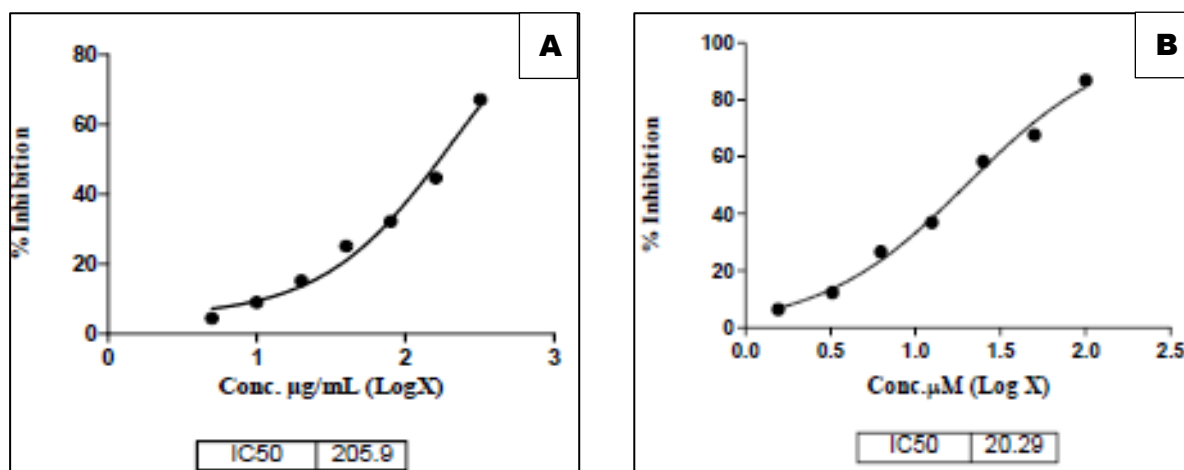 A
80
60
40
20
0
% Inhibition
0 1 2 3
Conc. µg/mL (LogX)
IC50 205.9
B
100
80
60
40
20
0
% Inhibition
0.0 0.5 1.0 1.5 2.0 2.5
Conc.µM (Log X)
IC50 20.29